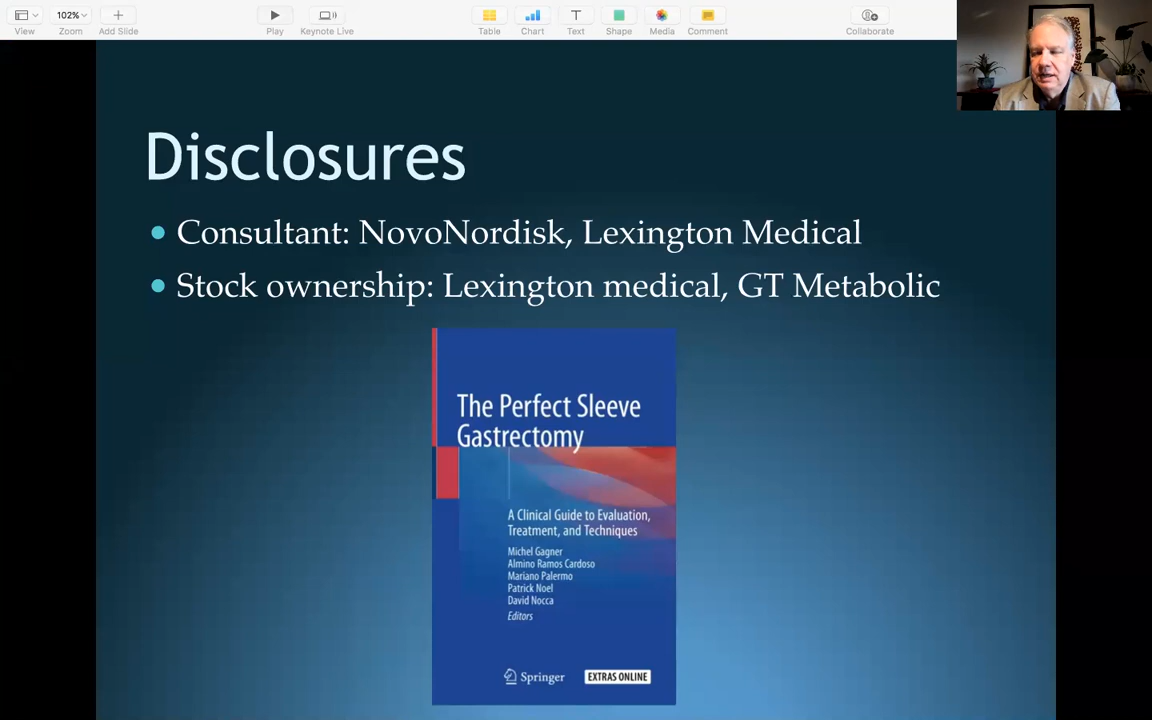 102%
View
Zoom
Add Slide
Play
Keynote Live
Table
Chart
T
Text
Shape
Media
Comment
Collaborate
Disclosures
• Consultant: NovoNordisk, Lexington Medical
• Stock ownership: Lexington medical, GT Metabolic
The Perfect Sleeve
Gastrectomy
A Clinical Guide to Evaluation,
Treatment, and Techniques
Michel Gagner
Almino Ramos Cardoso
Mariano Palermo
Patrick Noel
David Nocca
Editors
Springer
EXTRAS ONLINE